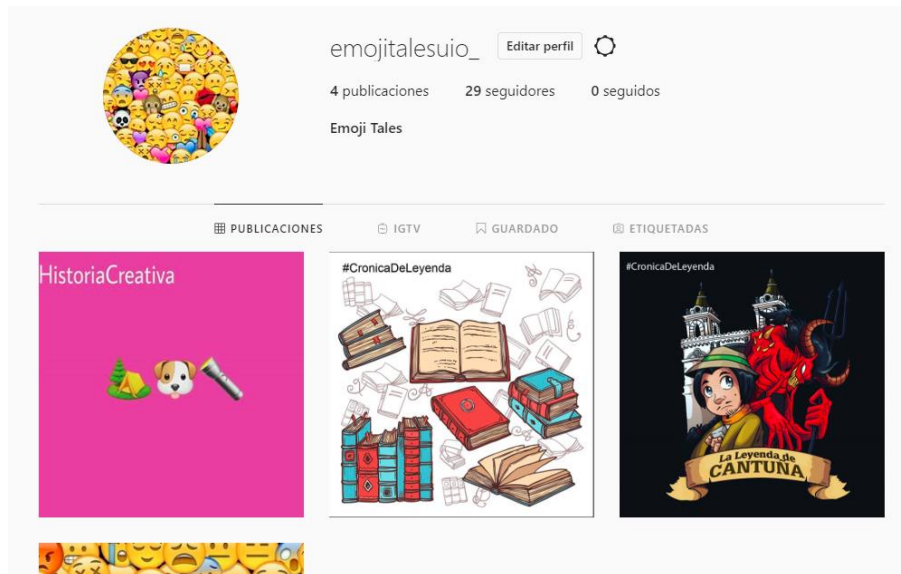 emojitalesuio_ Editar perfil
4 publicaciones 29 seguidores 0 seguidos
Emoji Tales
PUBLICACIONES IGTV GUARDADO ETIQUETADAS
HistoriaCreativa
#CronicaDeLeyenda
#CronicaDeLeyenda
La Leyenda de
CANTUÑA